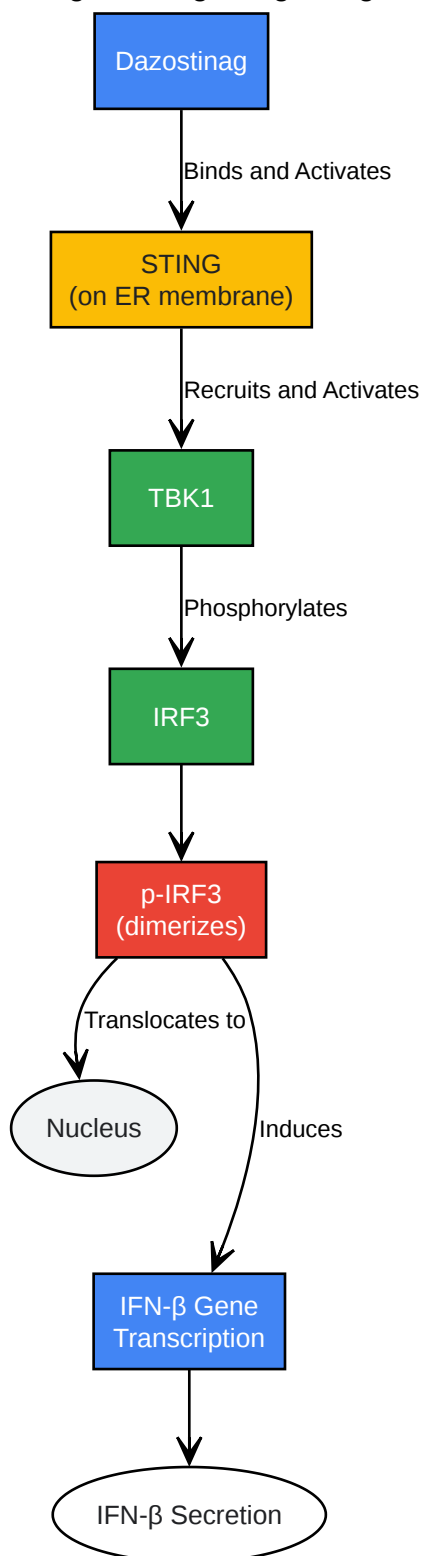 Dazostinag
Binds and Activates
STING
(on ER membrane)
Recruits and Activates
TBK1
Phosphorylates
IRF3
p-IRF3
(dimerizes)
Translocates to
Nucleus
Induces
IFN-β Gene
Transcription
IFN-β Secretion